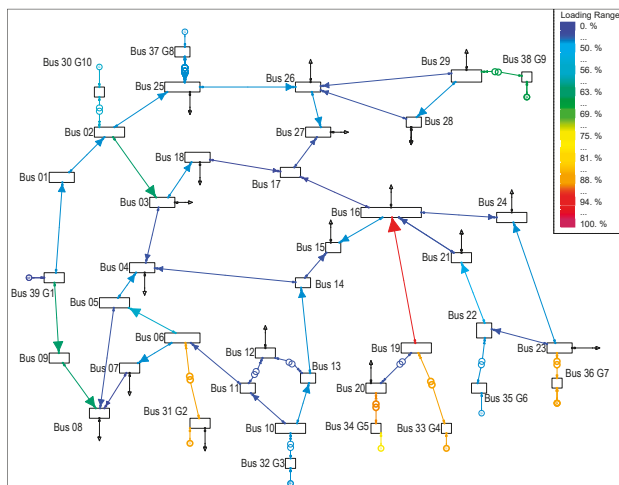 Loading Range
0. %
...
50. %
56. %
63. %
69. %
...
75. %
81. %
88. %
...
94. %
...
100. %
Bus 30 G10
Bus 37 G8
Bus 25
Bus 26
Bus 29
Bus 38 G9
Bus 02
Bus 28
Bus 27
Bus 18
Bus 01
Bus 17
Bus 03
Bus 16
Bus 24
Bus 15
Bus 21
Bus 04
Bus 39 G1
Bus 14
Bus 05
Bus 22
Bus 06
Bus 09
Bus 12
Bus 13
Bus 19
Bus 23
Bus 07
Bus 11
Bus 20
Bus 36 G7
Bus 35 G6
Bus 31 G2
Bus 08
Bus 10
Bus 34 G5
Bus 33 G4
Bus 32 G3